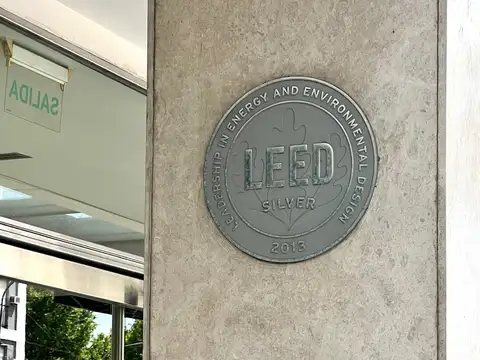 SALIDA
LEADERSHIP IN ENERGY AND ENVIRONMENTAL DESIGN
LEED
SILVER
2013